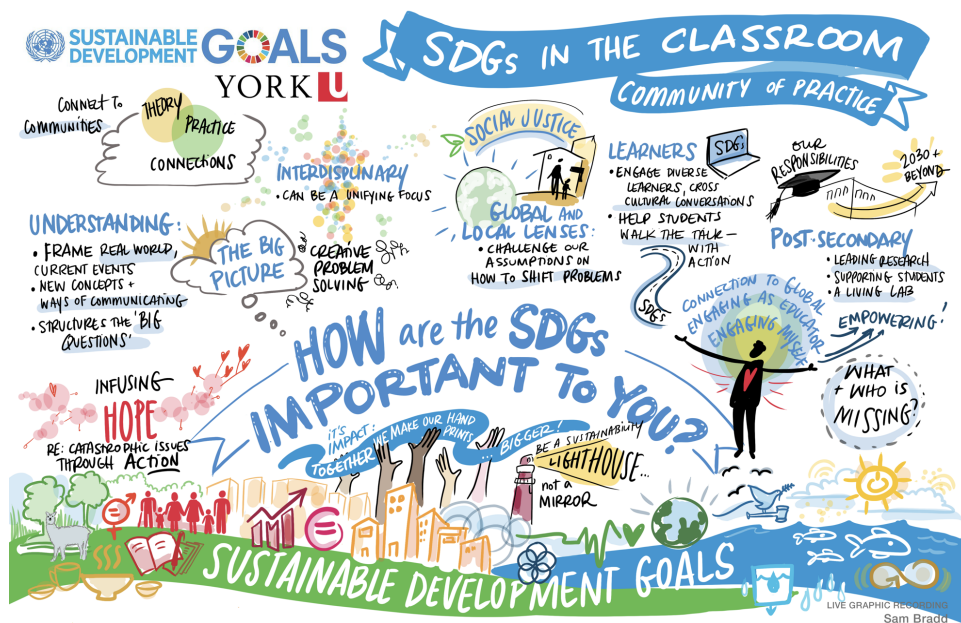 SUSTAINABLE
DEVELOPMENT
GOALS
YORK U
SDGs IN THE CLASSROOM
COMMUNITY OF PRACTICE
CONNECT TO
COMMUNITIES
THEORY
PRACTICE
CONNECTIONS
INTERDISPLINARY
• CAN BE A UNIFYING FOCUS
SOCIAL JUSTICE
GLOBAL AND
LOCAL LENSES:
• CHALLENGE OUR
ASSUMPTIONS ON
HOW TO SHIFT PROBLEMS
LEARNERS
SDGs
• ENGAGE DIVERSE
LEARNERS, CROSS
CULTURAL CONVERSATIONS
• HELP STUDENTS
WALK THE TALK —
WITH
ACTION
SDGs
OUR
RESPONSIBILITIES
2030 +
BEYOND
POST-SECONDARY
• LEADING RESEARCH
• SUPPORTING STUDENTS
• A LIVING LAB
UNDERSTANDING:
• FRAME REAL WORLD,
CURRENT EVENTS
• NEW CONCEPTS +
WAYS OF COMMUNICATING
• STRUCTURES THE 'BIG
QUESTIONS'
THE BIG
PICTURE
CREATIVE
PROBLEM
SOLVING
CONNECTION TO GLOBAL
ENGAGING AS EDUCATOR
ENGAGING MYSELF
EMPOWERING!
WHAT
+ WHO IS
MISSING?
HOW are the SDGs
IMPORTANT TO YOU?
INFUSING
HOPE
RE: CATASTROPHIC ISSUES
THROUGH ACTION
IT'S
IMPACT:
TOGETHER
WE MAKE OUR HAND
PRINTS
... BIGGER!
BE A SUSTAINABILITY
LIGHTHOUSE...
not a
MIRROR
SUSTAINABLE DEVELOPMENT GOALS
LIVE GRAPHIC RECORDING
Sam Bradd